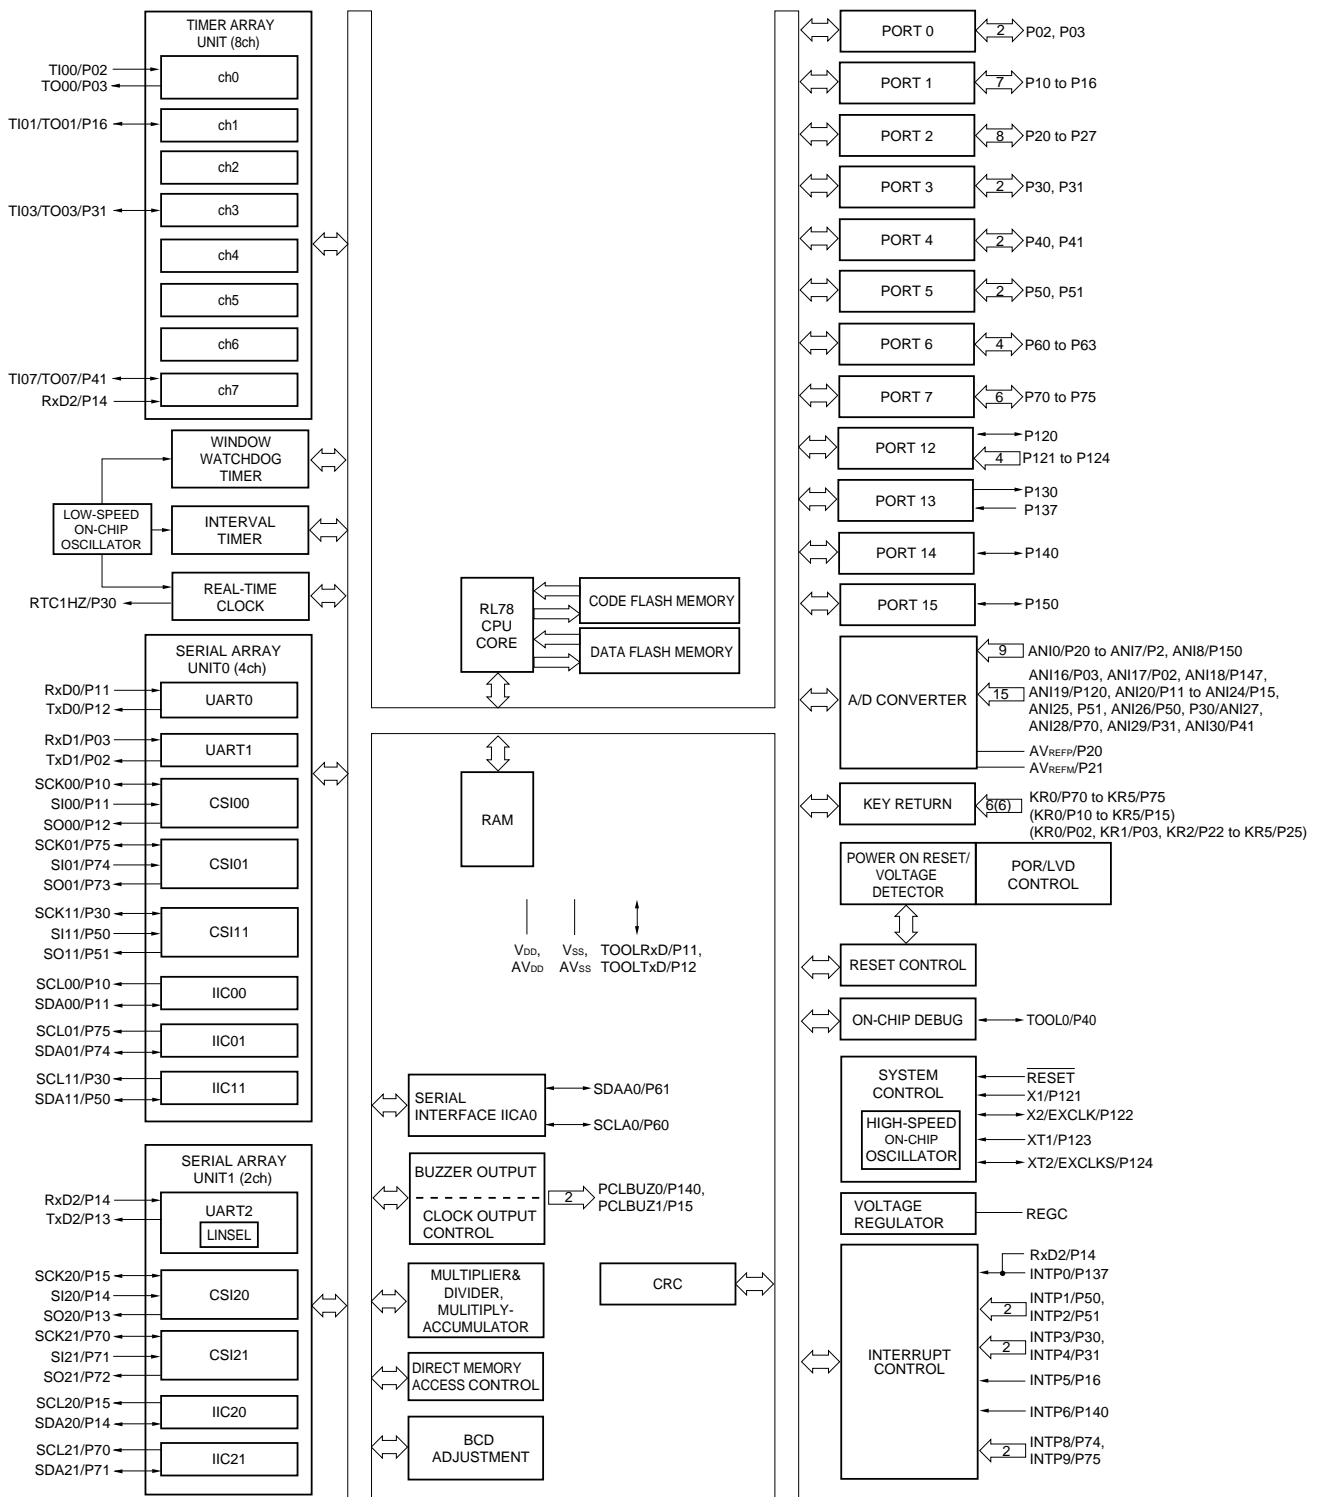 TIMER ARRAY
UNIT (8ch)
TI00/P02
TO00/P03
ch0
TI01/TO01/P16
ch1
ch2
TI03/TO03/P31
ch3
ch4
ch5
ch6
TI07/TO07/P41
RxD2/P14
ch7
WINDOW
WATCHDOG
TIMER
LOW-SPEED
ON-CHIP
OSCILLATOR
INTERVAL
TIMER
REAL-TIME
CLOCK
RTC1HZ/P30
SERIAL ARRAY
UNIT0 (4ch)
RxD0/P11
TxD0/P12
UART0
RxD1/P03
TxD1/P02
UART1
SCK00/P10
SI00/P11
SO00/P12
CSI00
SCK01/P75
SI01/P74
SO01/P73
CSI01
SCK11/P30
SI11/P50
SO11/P51
CSI11
SCL00/P10
SDA00/P11
IIC00
SCL01/P75
SDA01/P74
IIC01
SCL11/P30
SDA11/P50
IIC11
SERIAL ARRAY
UNIT1 (2ch)
RxD2/P14
TxD2/P13
UART2
LINSEL
SCK20/P15
SI20/P14
SO20/P13
CSI20
SCK21/P70
SI21/P71
SO21/P72
CSI21
SCL20/P15
SDA20/P14
IIC20
SCL21/P70
SDA21/P71
IIC21
RL78
CPU
CORE
CODE FLASH MEMORY
DATA FLASH MEMORY
RAM
VDD,
AVDD
VSS,
AVSS
TOOLRxD/P11,
TOOLTxD/P12
SERIAL
INTERFACE IICA0
SDAA0/P61
SCLA0/P60
BUZZER OUTPUT
CLOCK OUTPUT
CONTROL
2
PCLBUZ0/P140,
PCLBUZ1/P15
MULTIPLIER&
DIVIDER,
MULITIPLY-
ACCUMULATOR
DIRECT MEMORY
ACCESS CONTROL
BCD
ADJUSTMENT
CRC
PORT 0
2
P02, P03
PORT 1
7
P10 to P16
PORT 2
8
P20 to P27
PORT 3
2
P30, P31
PORT 4
2
P40, P41
PORT 5
2
P50, P51
PORT 6
4
P60 to P63
PORT 7
6
P70 to P75
PORT 12
P120
4
P121 to P124
PORT 13
P130
P137
PORT 14
P140
PORT 15
P150
A/D CONVERTER
9
ANI0/P20 to ANI7/P2, ANI8/P150
15
ANI16/P03, ANI17/P02, ANI18/P147,
ANI19/P120, ANI20/P11 to ANI24/P15,
ANI25, P51, ANI26/P50, P30/ANI27,
ANI28/P70, ANI29/P31, ANI30/P41
AVREFP/P20
AVREFM/P21
KEY RETURN
6(6)
KR0/P70 to KR5/P75
(KR0/P10 to KR5/P15)
(KR0/P02, KR1/P03, KR2/P22 to KR5/P25)
POWER ON RESET/
VOLTAGE
DETECTOR
POR/LVD
CONTROL
RESET CONTROL
ON-CHIP DEBUG
TOOL0/P40
SYSTEM
CONTROL
HIGH-SPEED
ON-CHIP
OSCILLATOR
RESET
X1/P121
X2/EXCLK/P122
XT1/P123
XT2/EXCLKS/P124
VOLTAGE
REGULATOR
REGC
INTERRUPT
CONTROL
RxD2/P14
INTP0/P137
2
INTP1/P50,
INTP2/P51
2
INTP3/P30,
INTP4/P31
INTP5/P16
INTP6/P140
2
INTP8/P74,
INTP9/P75